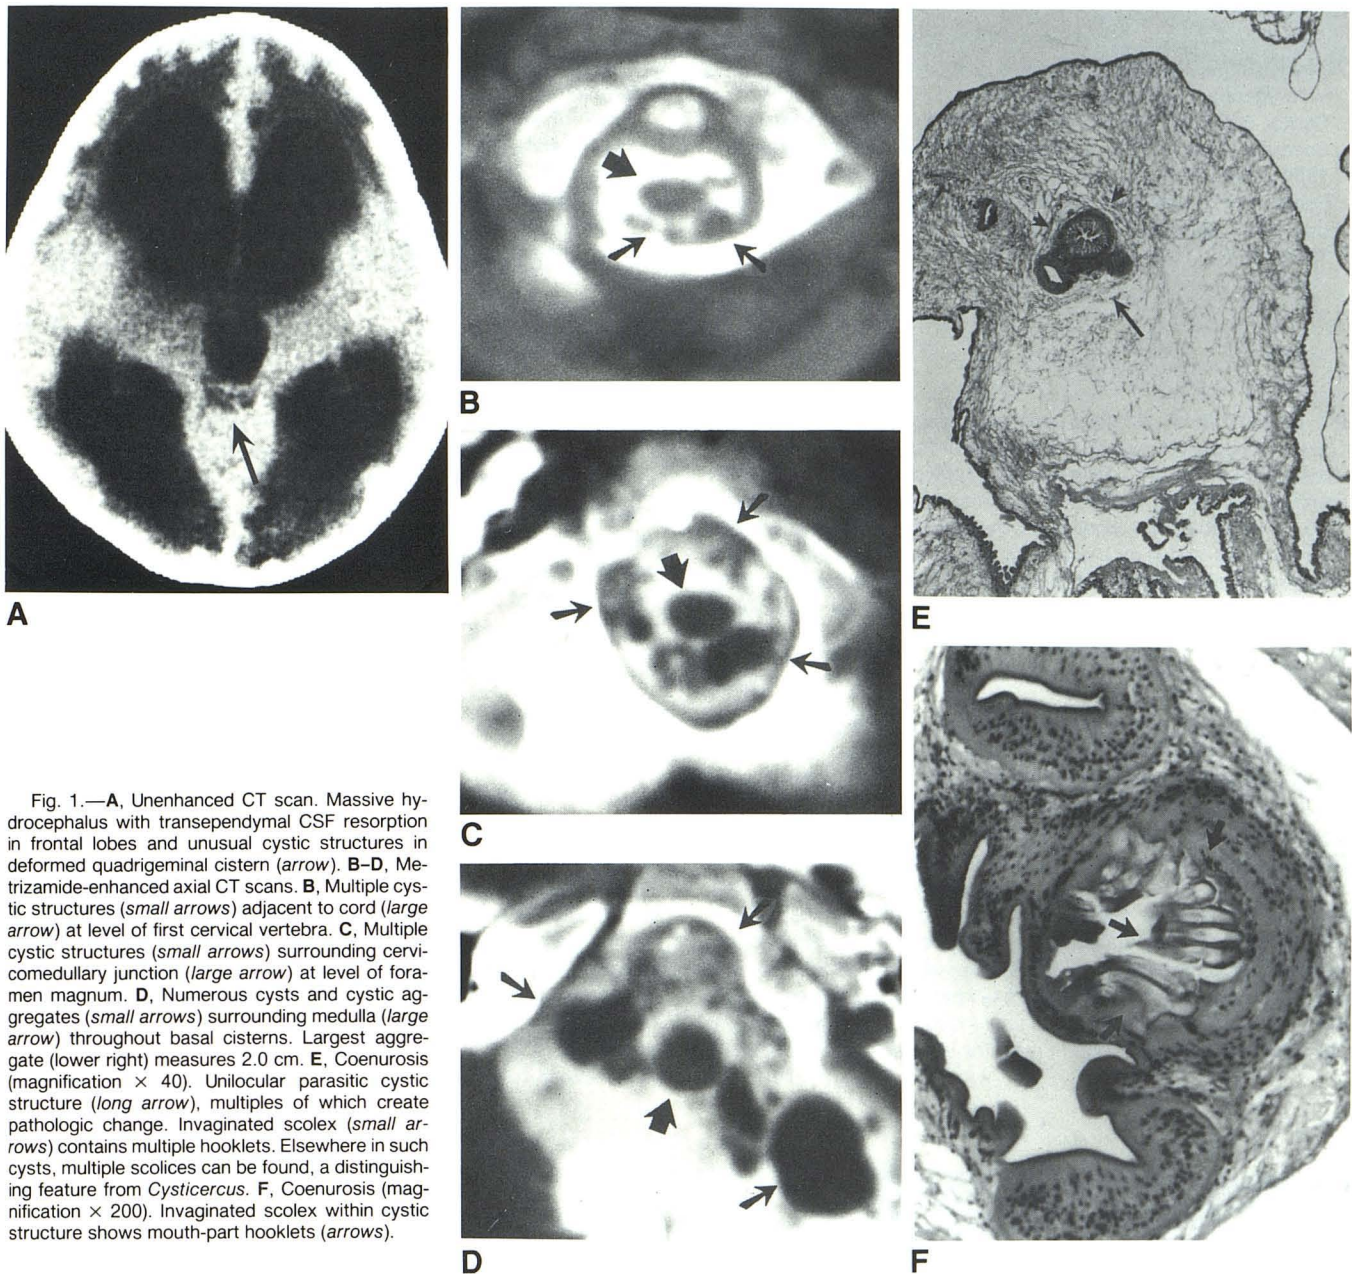 A
B
C
D
E
F
Fig. 1.—A, Unenhanced CT scan. Massive hy-
drocephalus with transependymal CSF resorption
in frontal lobes and unusual cystic structures in
deformed quadrigeminal cistern (arrow). B–D, Me-
trizamide-enhanced axial CT scans. B, Multiple cys-
tic structures (small arrows) adjacent to cord (large
arrow) at level of first cervical vertebra. C, Multiple
cystic structures (small arrows) surrounding cervi-
comedullary junction (large arrow) at level of fora-
men magnum. D, Numerous cysts and cystic ag-
gregates (small arrows) surrounding medulla (large
arrow) throughout basal cisterns. Largest aggre-
gate (lower right) measures 2.0 cm. E, Coenurosis
(magnification × 40). Unilocular parasitic cystic
structure (long arrow), multiples of which create
pathologic change. Invaginated scolex (small ar-
rows) contains multiple hooklets. Elsewhere in such
cysts, multiple scolices can be found, a distinguish-
ing feature from Cysticercus. F, Coenurosis (mag-
nification × 200). Invaginated scolex within cystic
structure shows mouth-part hooklets (arrows).